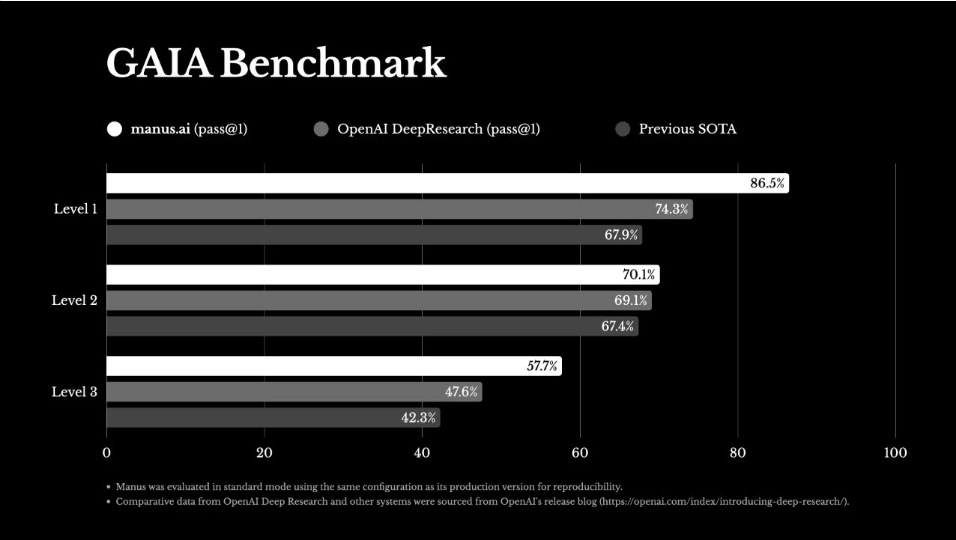 GAIA Benchmark
manus.ai (pass@1) OpenAI DeepResearch (pass@1) Previous SOTA
86.5%
Level 1 74.3%
67.9%
70.1%
Level 2 69.1%
67.4%
57.7%
Level 3 47.6%
42.3%
0 20 40 60 80 100
• Manus was evaluated in standard mode using the same configuration as its production version for reproducibility.
• Comparative data from OpenAI Deep Research and other systems were sourced from OpenAI's release blog (https://openai.com/index/introducing-deep-research/).